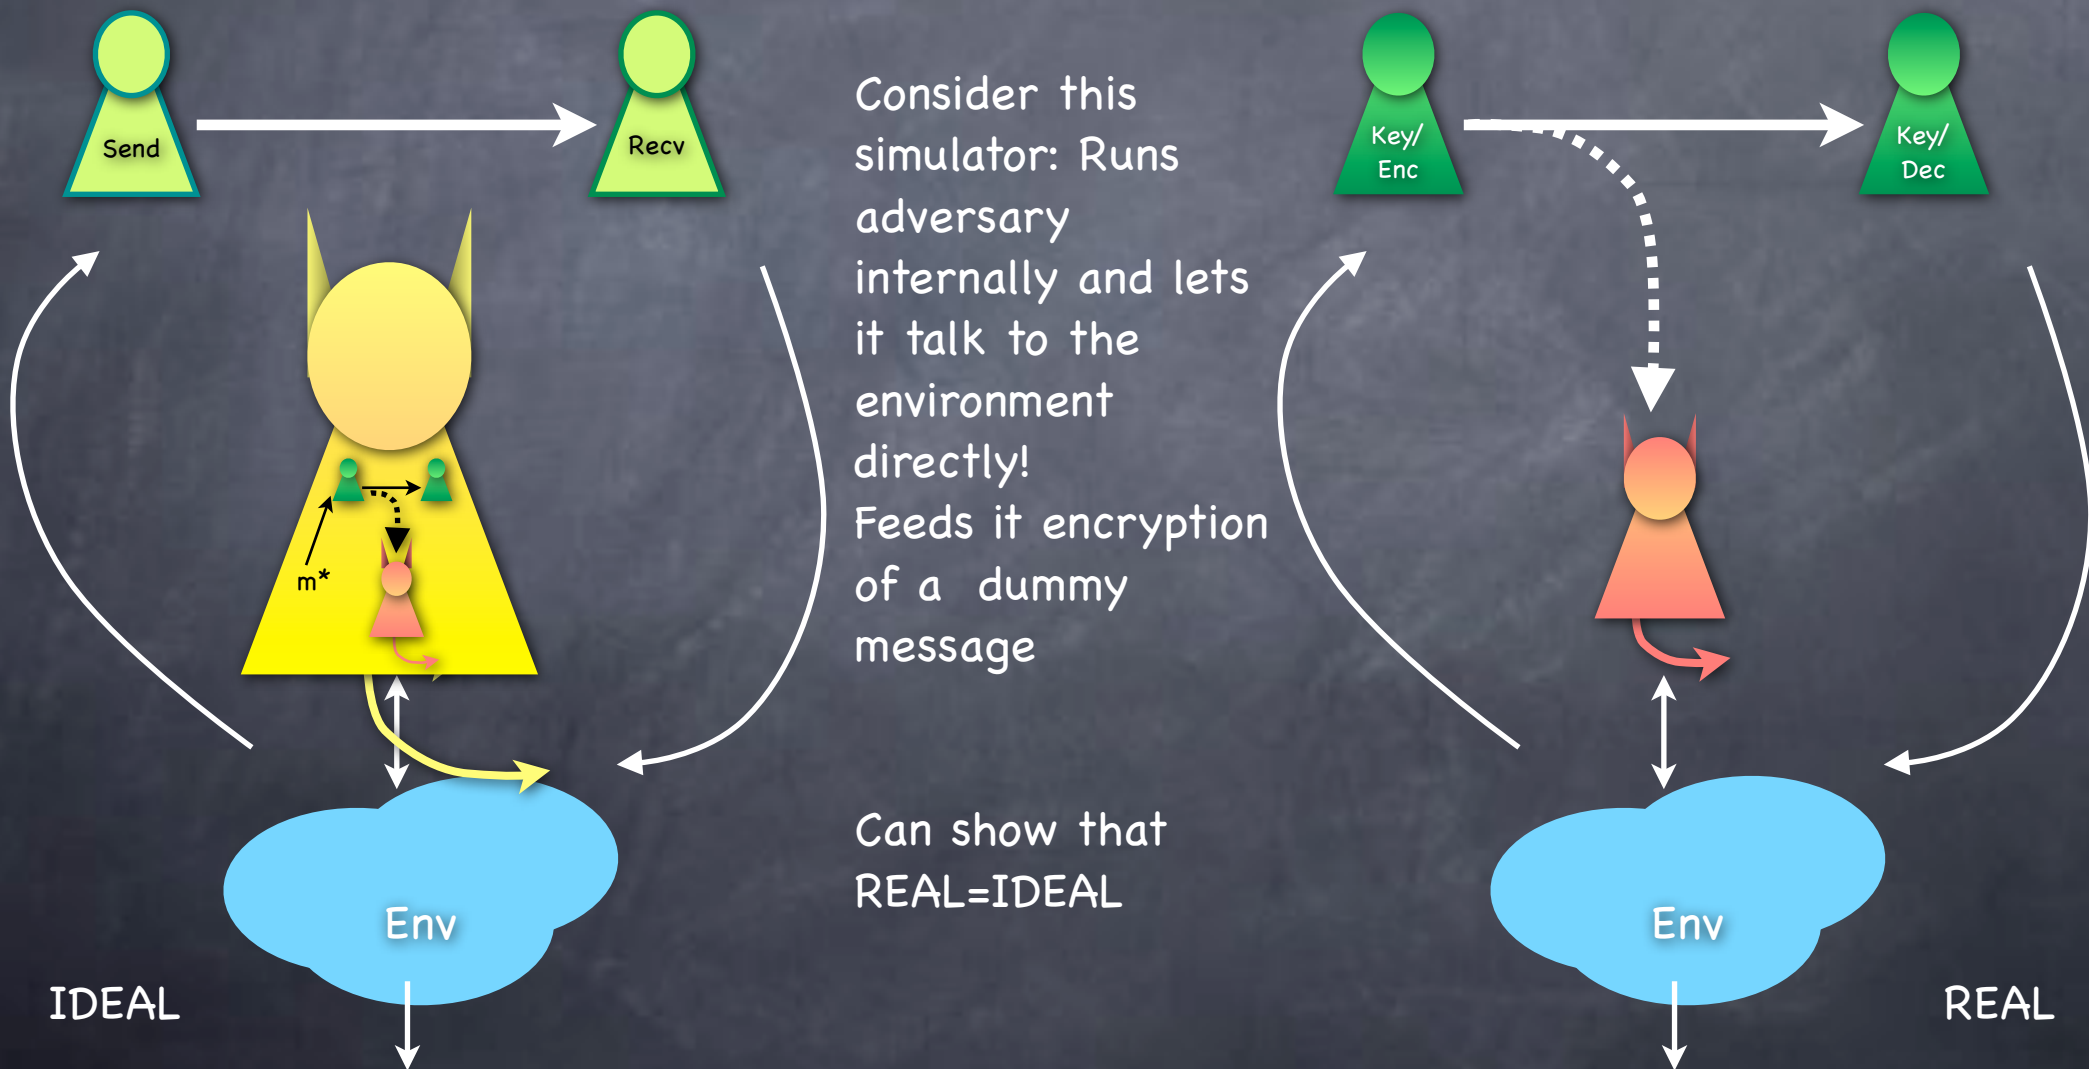 Send
Recv
m*
Env
IDEAL
Consider this
simulator: Runs
adversary
internally and lets
it talk to the
environment
directly!
Feeds it encryption
of a dummy
message
Can show that
REAL=IDEAL
Key/
Enc
Key/
Dec
Env
REAL